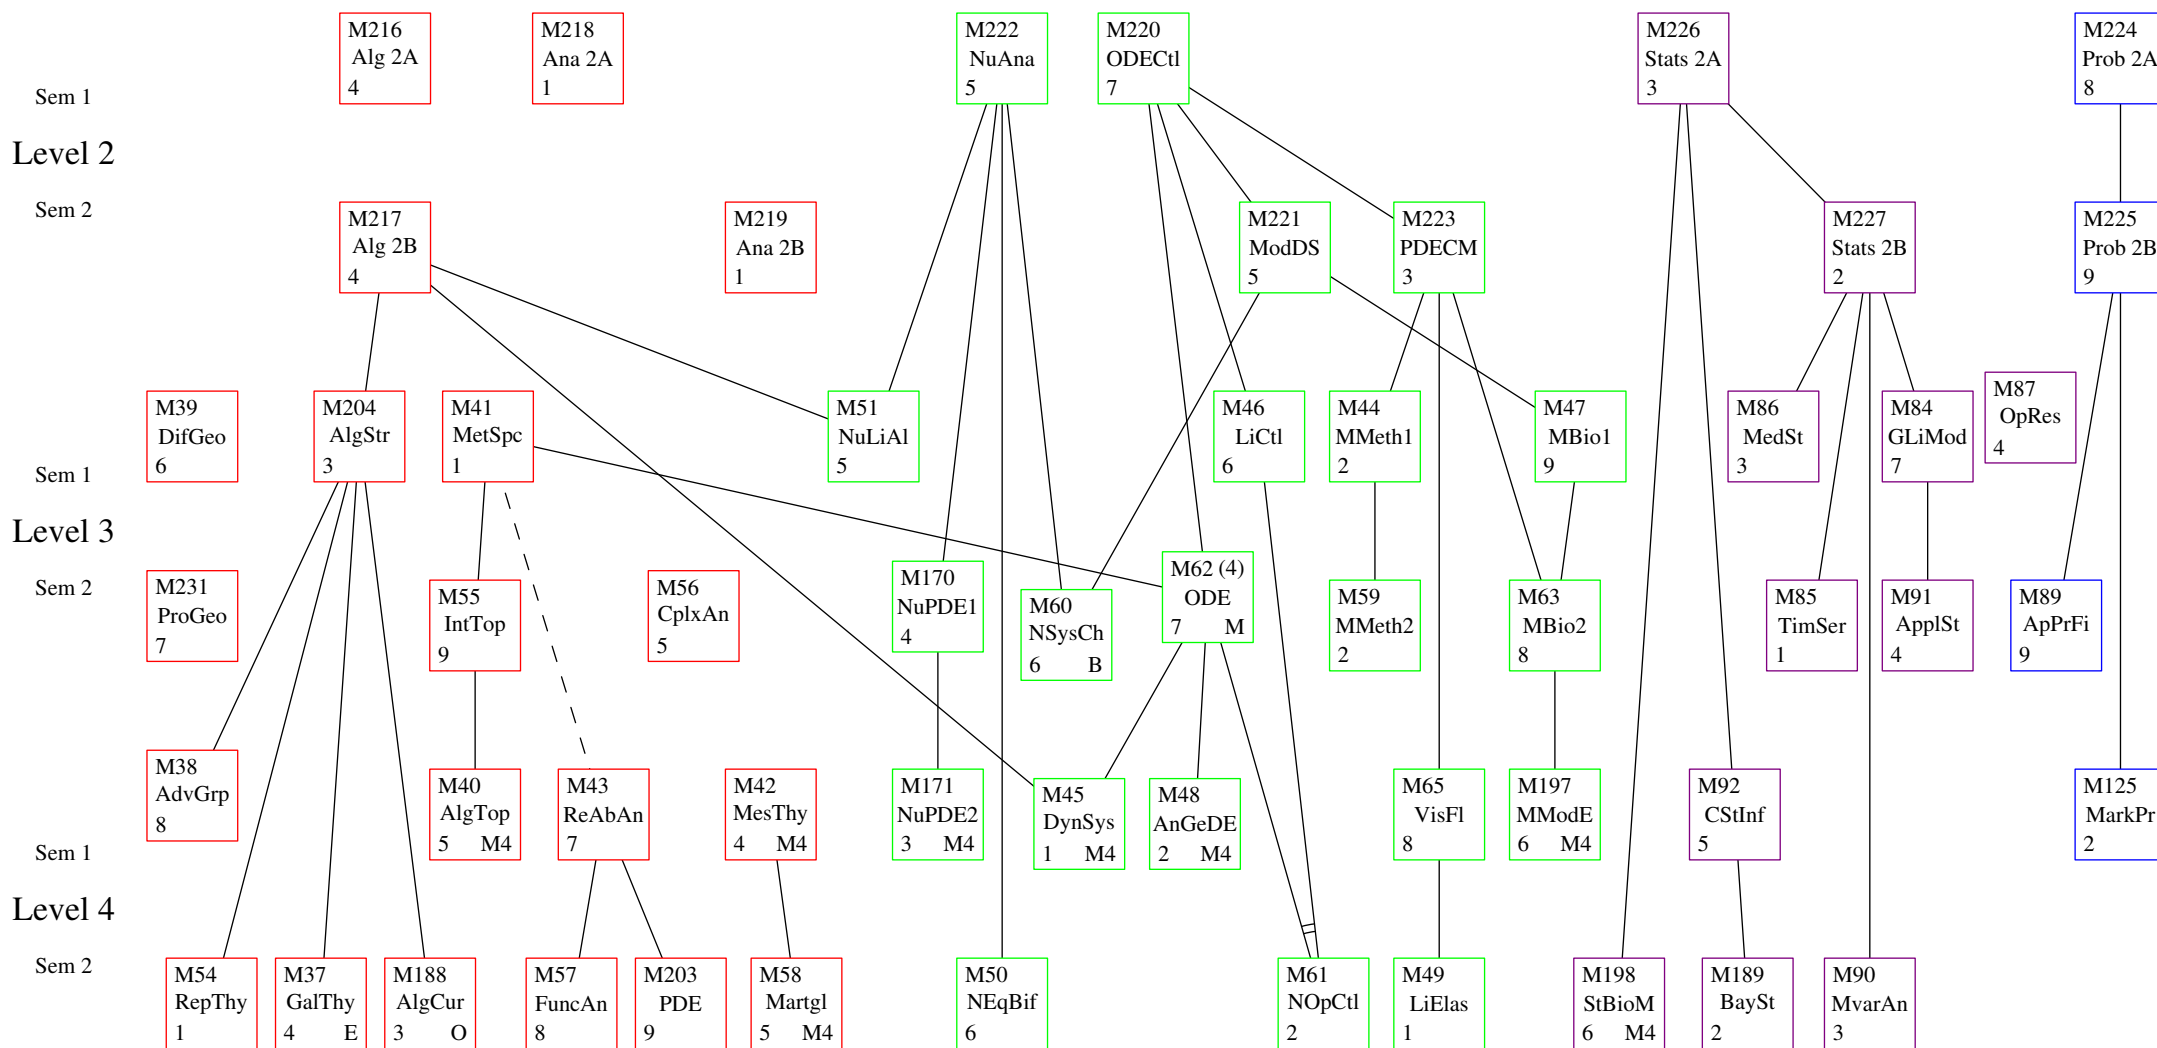 M216
Alg 2A
4
M218
Ana 2A
1
M222
NuAna
5
M220
ODECtl
7
M226
Stats 2A
3
M224
Prob 2A
8
Sem 1
Level 2
Sem 2
M217
Alg 2B
4
M219
Ana 2B
1
M221
ModDS
5
M223
PDECM
3
M227
Stats 2B
2
M225
Prob 2B
9
M39
DifGeo
6
M204
AlgStr
3
M41
MetSpc
1
M51
NuLiAl
5
M46
LiCtl
6
M44
MMeth1
2
M47
MBio1
9
M86
MedSt
3
M84
GLiMod
7
M87
OpRes
4
Sem 1
Level 3
Sem 2
M231
ProGeo
7
M55
IntTop
9
M56
CplxAn
5
M170
NuPDE1
4
M60
NSysCh
6 B
M62 (4)
ODE
7 M
M59
MMeth2
2
M63
MBio2
8
M85
TimSer
1
M91
ApplSt
4
M89
ApPrFi
9
M38
AdvGrp
8
M40
AlgTop
5 M4
M43
ReAbAn
7
M42
MesThy
4 M4
M171
NuPDE2
3 M4
M45
DynSys
1 M4
M48
AnGeDE
2 M4
M65
VisFl
8
M197
MModE
6 M4
M92
CStInf
5
M125
MarkPr
2
Sem 1
Level 4
Sem 2
M54
RepThy
1
M37
GalThy
4 E
M188
AlgCur
3 O
M57
FuncAn
8
M203
PDE
9
M58
Martgl
5 M4
M50
NEqBif
6
M61
NOpCtl
2
M49
LiElas
1
M198
StBioM
6 M4
M189
BaySt
2
M90
MvarAn
3